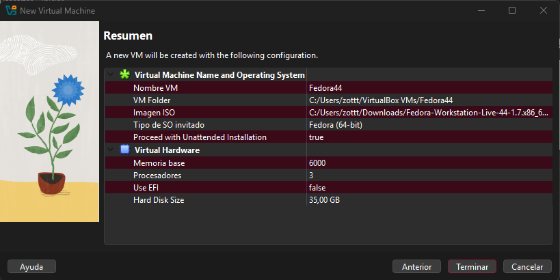 New Virtual Machine
Resumen
A new VM will be created with the following configuration.
Virtual Machine Name and Operating System
Nombre VM Fedora44
VM Folder C:/Users/zottt/VirtualBox VMs/Fedora44
Imagen ISO C:/Users/zottt/Downloads/Fedora-Workstation-Live-44-1.7.x86_6...
Tipo de SO invitado Fedora (64-bit)
Proceed with Unattended Installation true
Virtual Hardware
Memoria base 6000
Procesadores 3
Use EFI false
Hard Disk Size 35,00 GB
Ayuda Anterior Terminar Cancelar